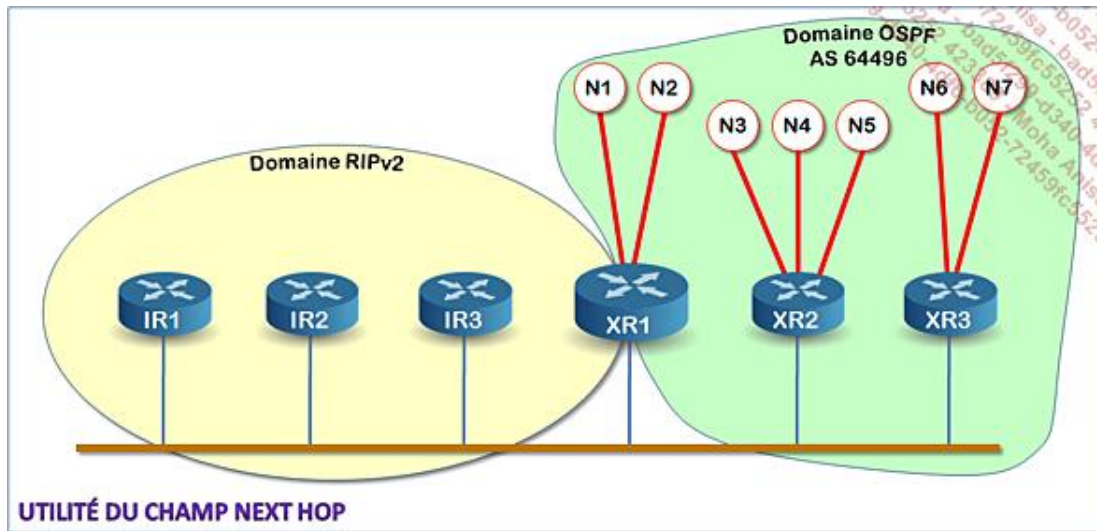 Domaine OSPF
AS 64496
N1
N2
N3
N4
N5
N6
N7
Domaine RIPv2
IR1
IR2
IR3
XR1
XR2
XR3
UTILITÉ DU CHAMP NEXT HOP